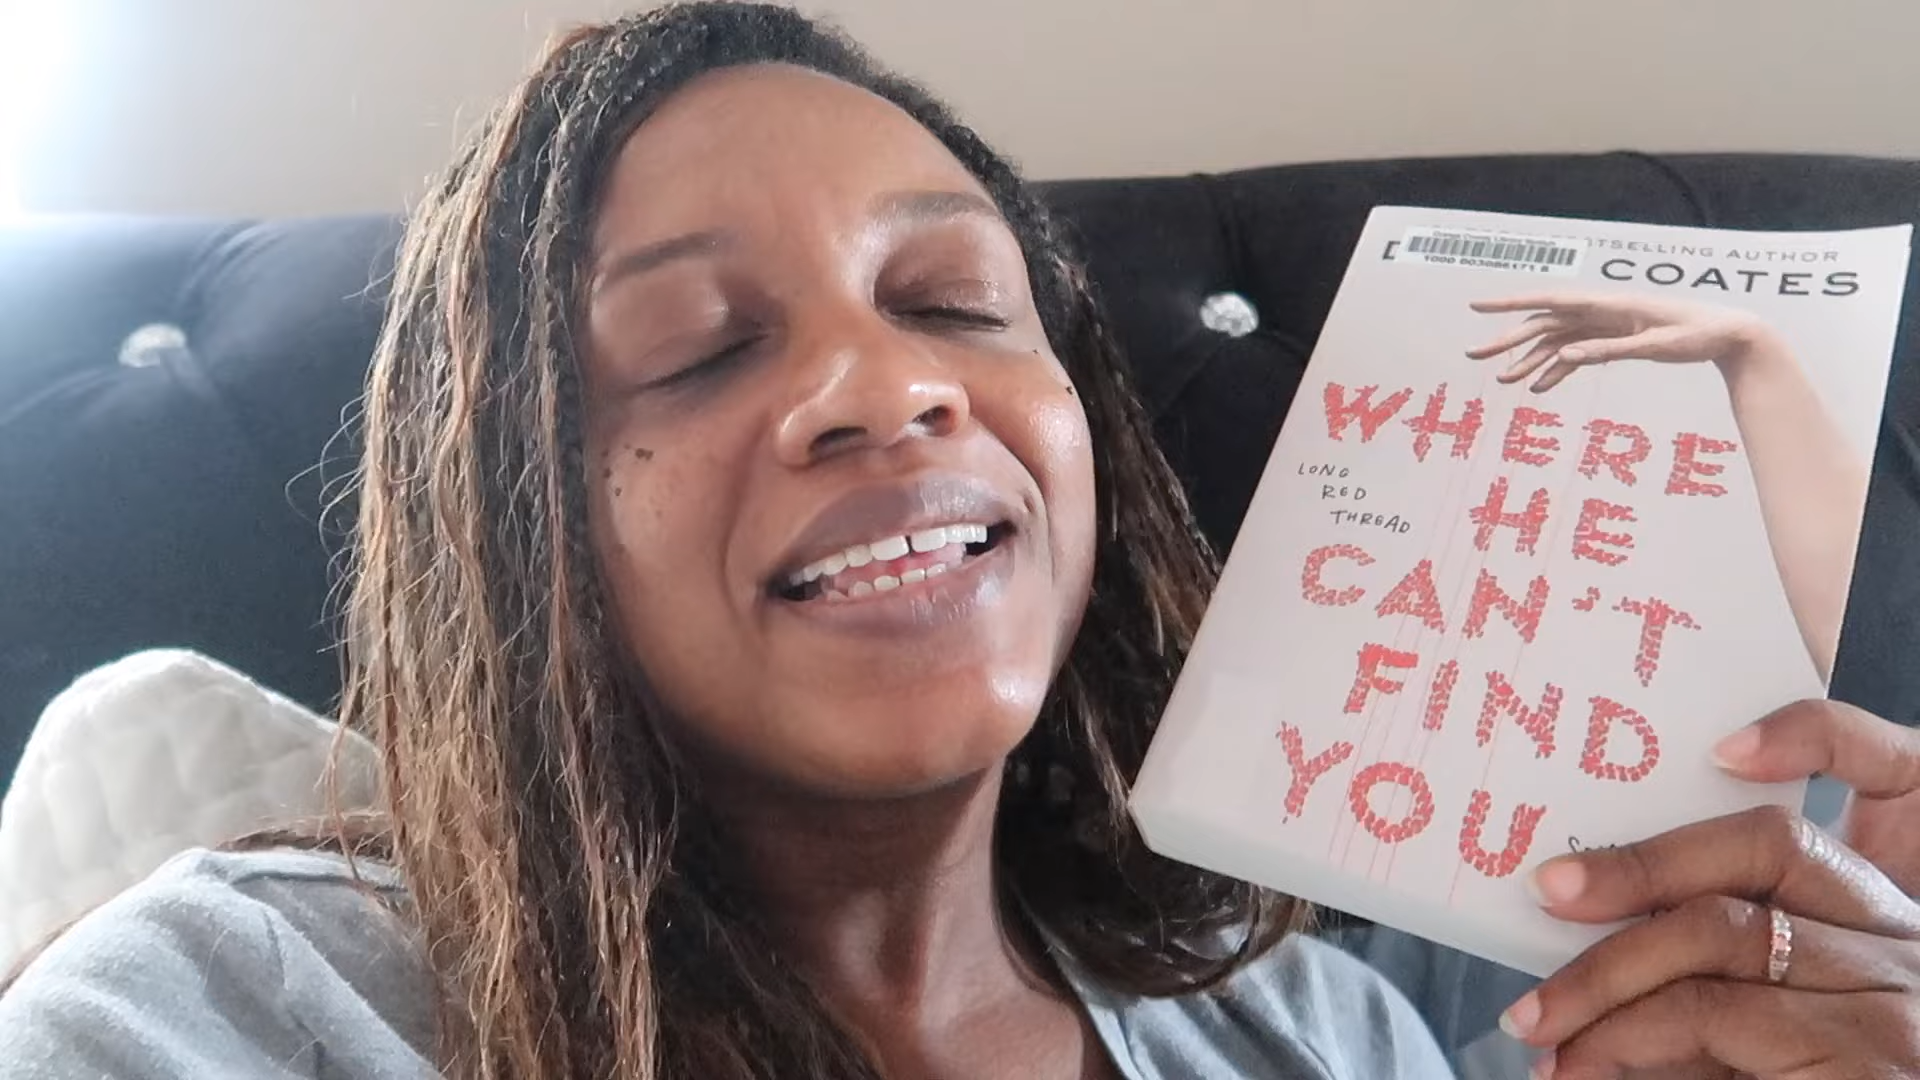 TSELLING AUTHOR
COATES
WHERE
LONG
RED
THREAD
HE
CAN'T
FIND
YOU